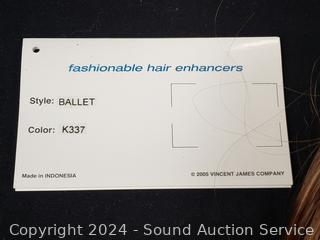 fashionable hair enhancers
Style: BALLET
Color: K337
Made in INDONESIA
© 2005 VINCENT JAMES COMPANY
Copyright 2024 - Sound Auction Service